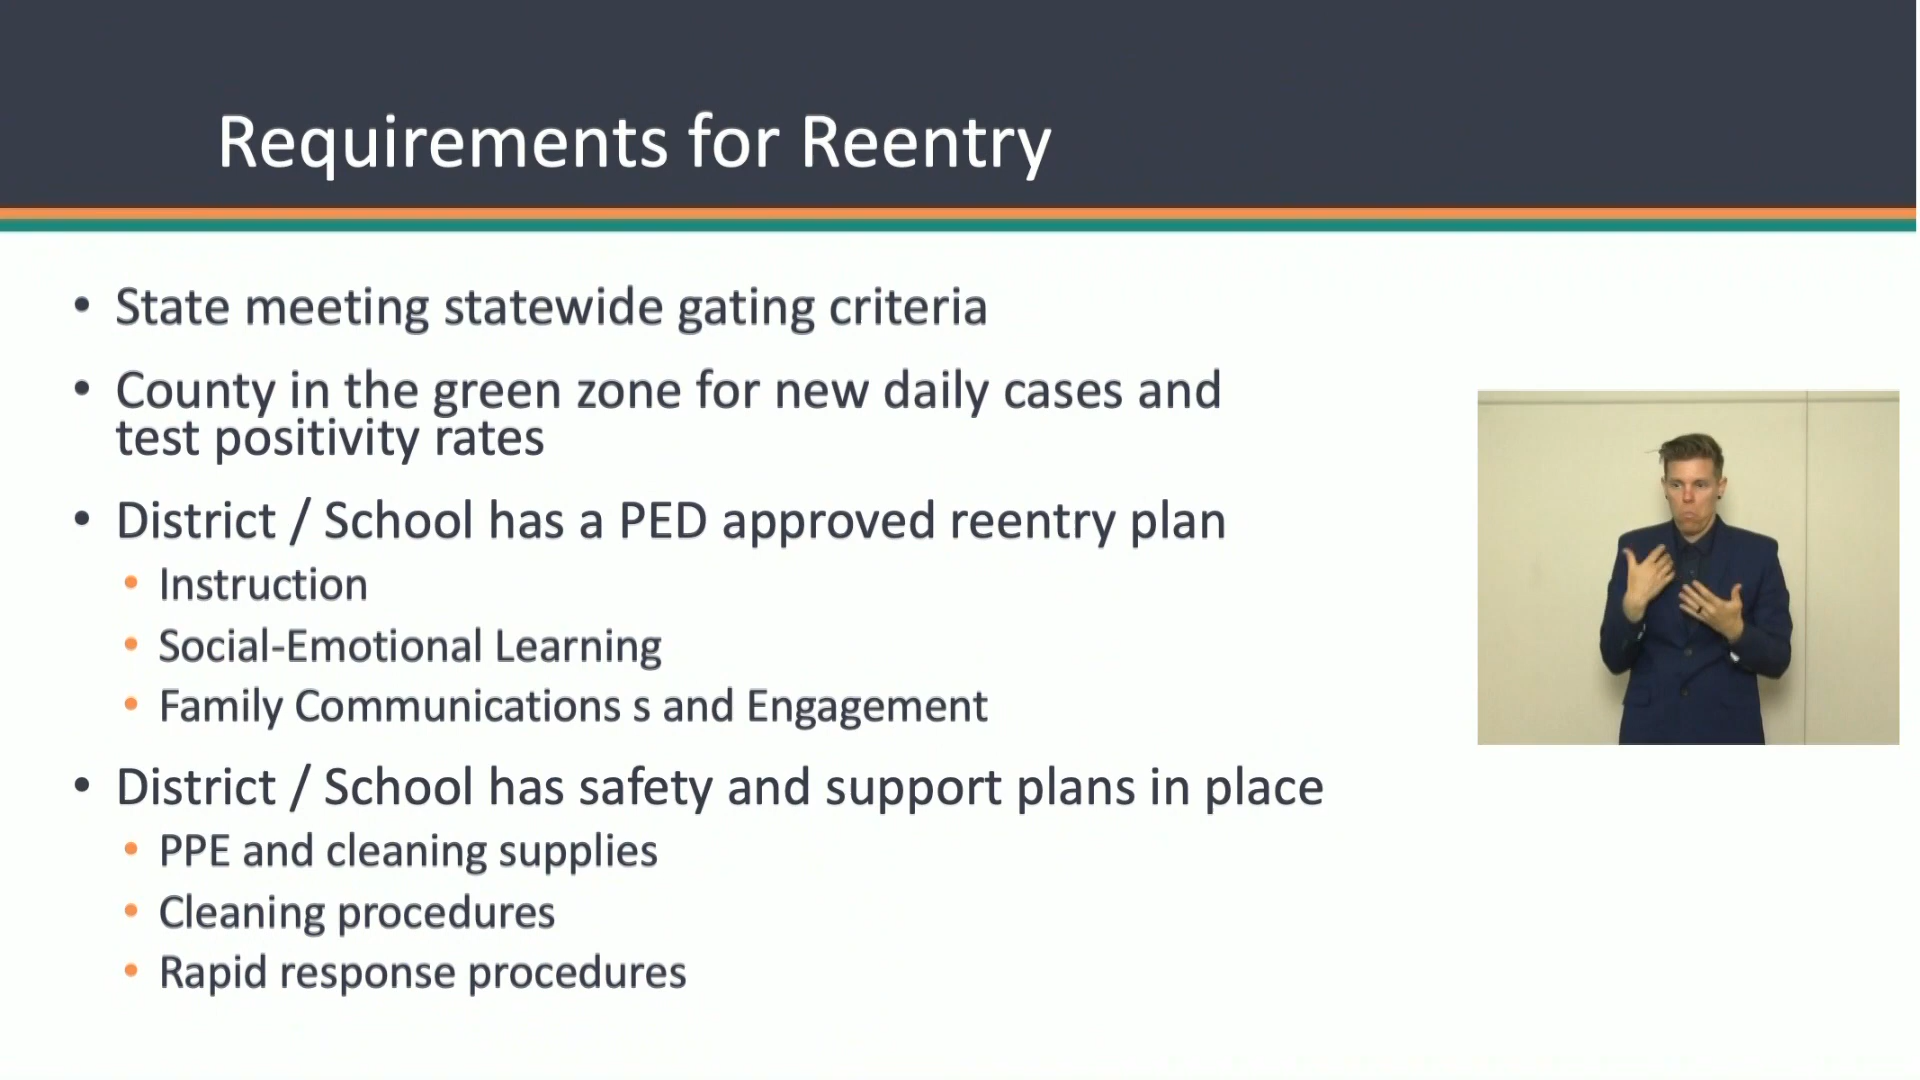 Requirements for Reentry
• State meeting statewide gating criteria
• County in the green zone for new daily cases and
test positivity rates
• District / School has a PED approved reentry plan
• Instruction
• Social-Emotional Learning
• Family Communications s and Engagement
• District / School has safety and support plans in place
• PPE and cleaning supplies
• Cleaning procedures
• Rapid response procedures